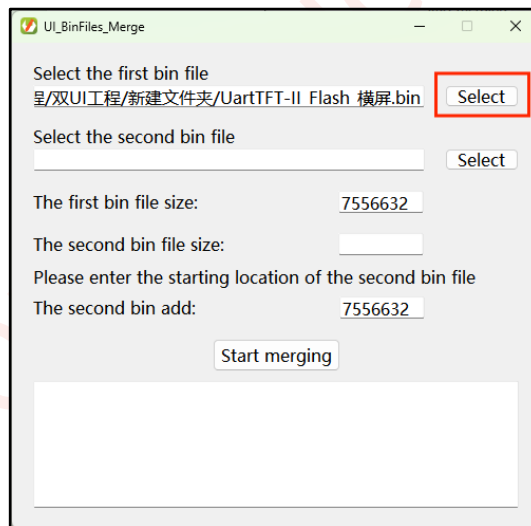 UI_BinFiles_Merge
Select the first bin file
程/双UI工程/新建文件夹/UartTFT-II_Flash_横屏.bin
Select
Select the second bin file
Select
The first bin file size:
7556632
The second bin file size:
Please enter the starting location of the second bin file
The second bin add:
7556632
Start merging